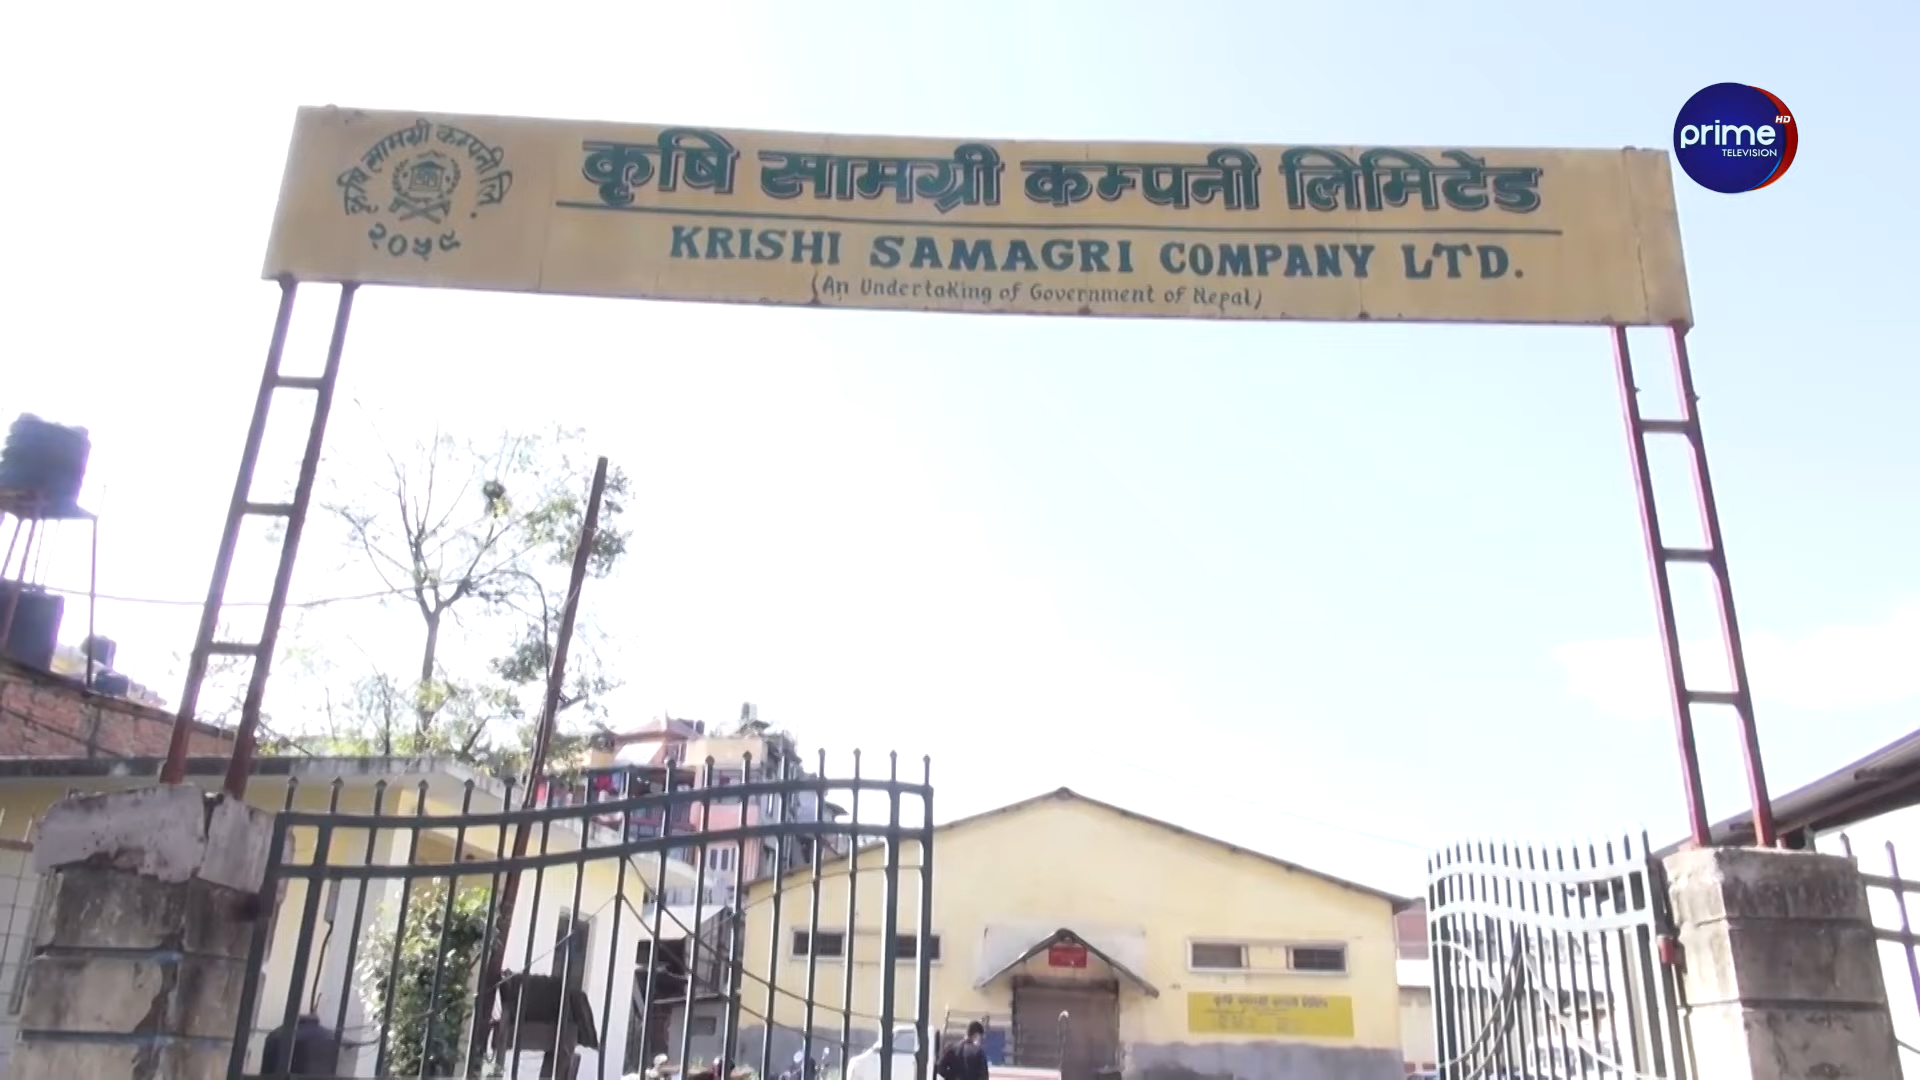 कृषि सामग्री कम्पनी लि.
२०५९
कृषि सामग्री कम्पनी लिमिटेड
KRISHI SAMAGRI COMPANY LTD.
(An Undertaking of Government of Nepal)
prime HD
TELEVISION